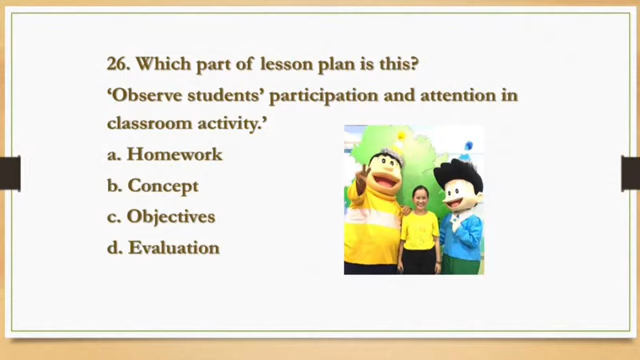 26. Which part of lesson plan is this?
‘Observe students’ participation and attention in
classroom activity.’
a. Homework
b. Concept
c. Objectives
d. Evaluation